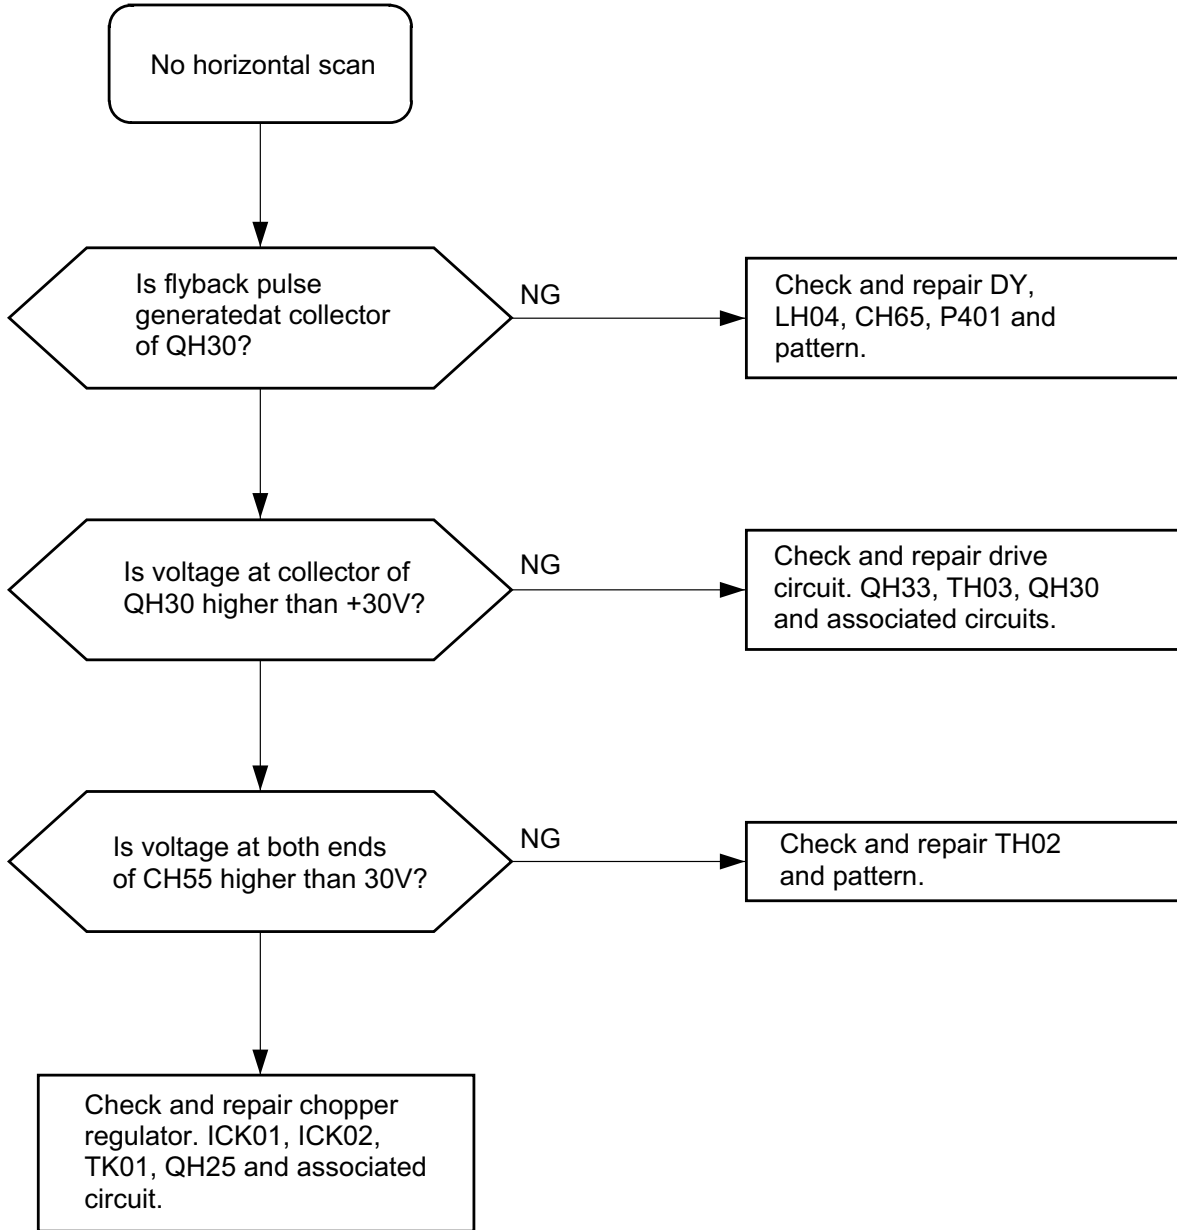 No horizontal scan
Is flyback pulse
generatedat collector
of QH30?
NG
Check and repair DY,
LH04, CH65, P401 and
pattern.
Is voltage at collector of
QH30 higher than +30V?
NG
Check and repair drive
circuit. QH33, TH03, QH30
and associated circuits.
Is voltage at both ends
of CH55 higher than 30V?
NG
Check and repair TH02
and pattern.
Check and repair chopper
regulator. ICK01, ICK02,
TK01, QH25 and associated
circuit.